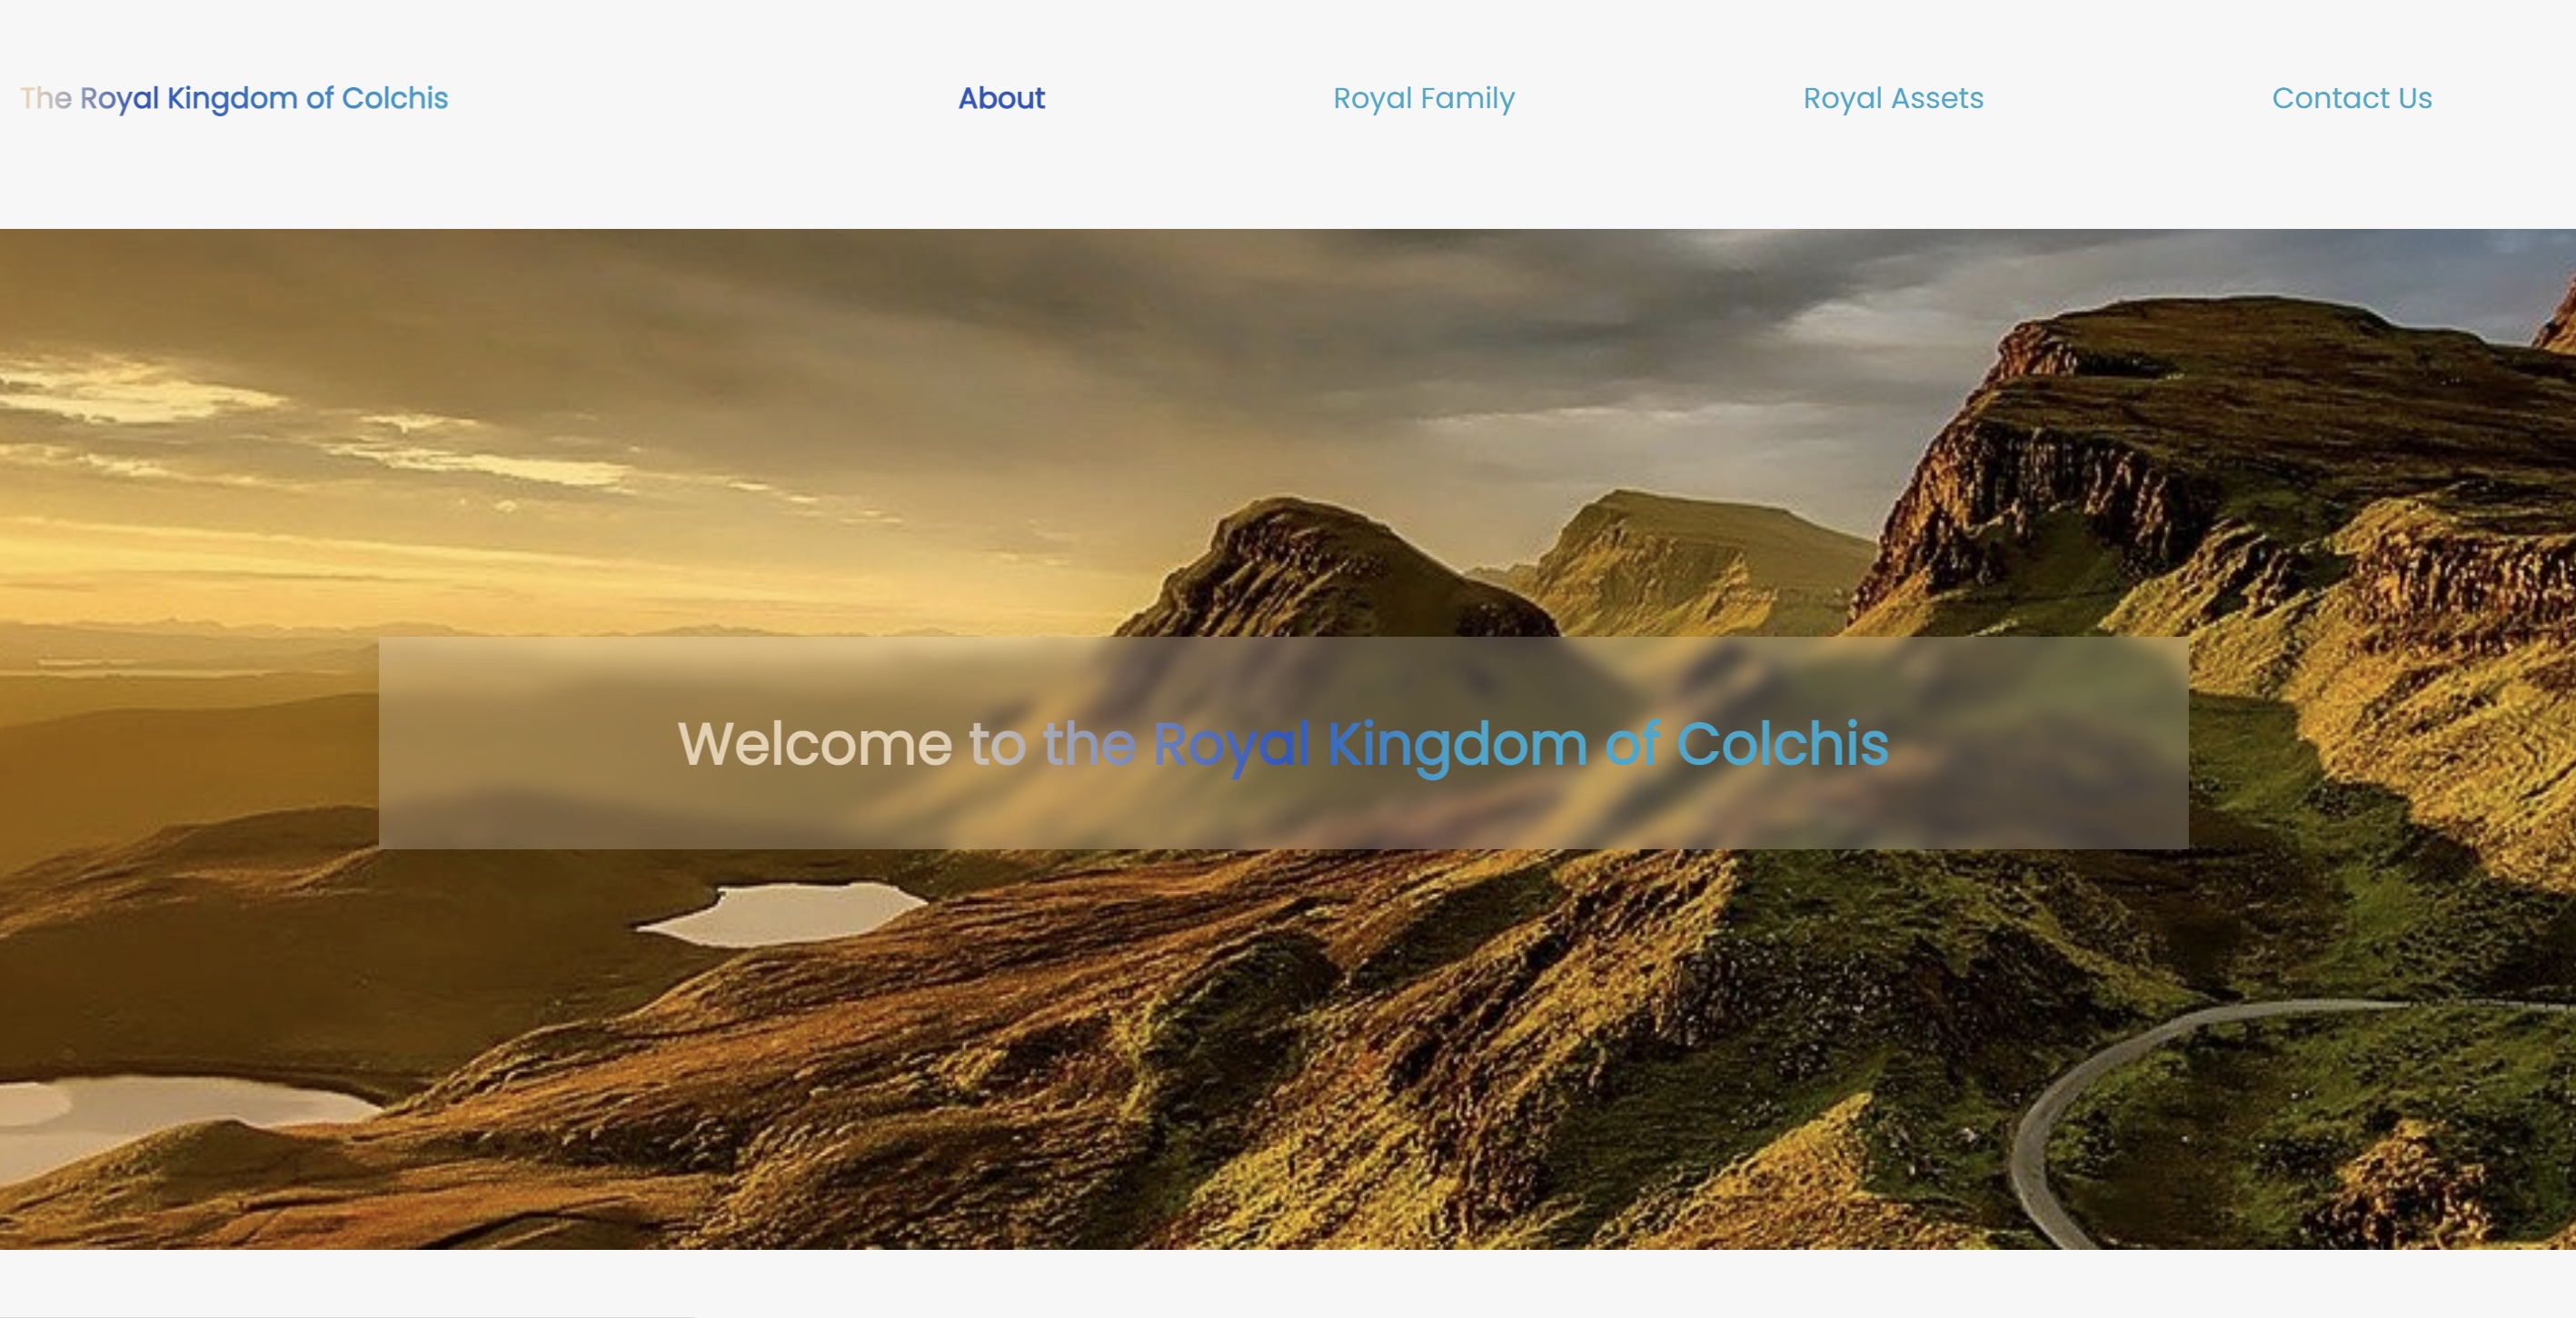 The Royal Kingdom of Colchis
About
Royal Family
Royal Assets
Contact Us
Welcome to the Royal Kingdom of Colchis